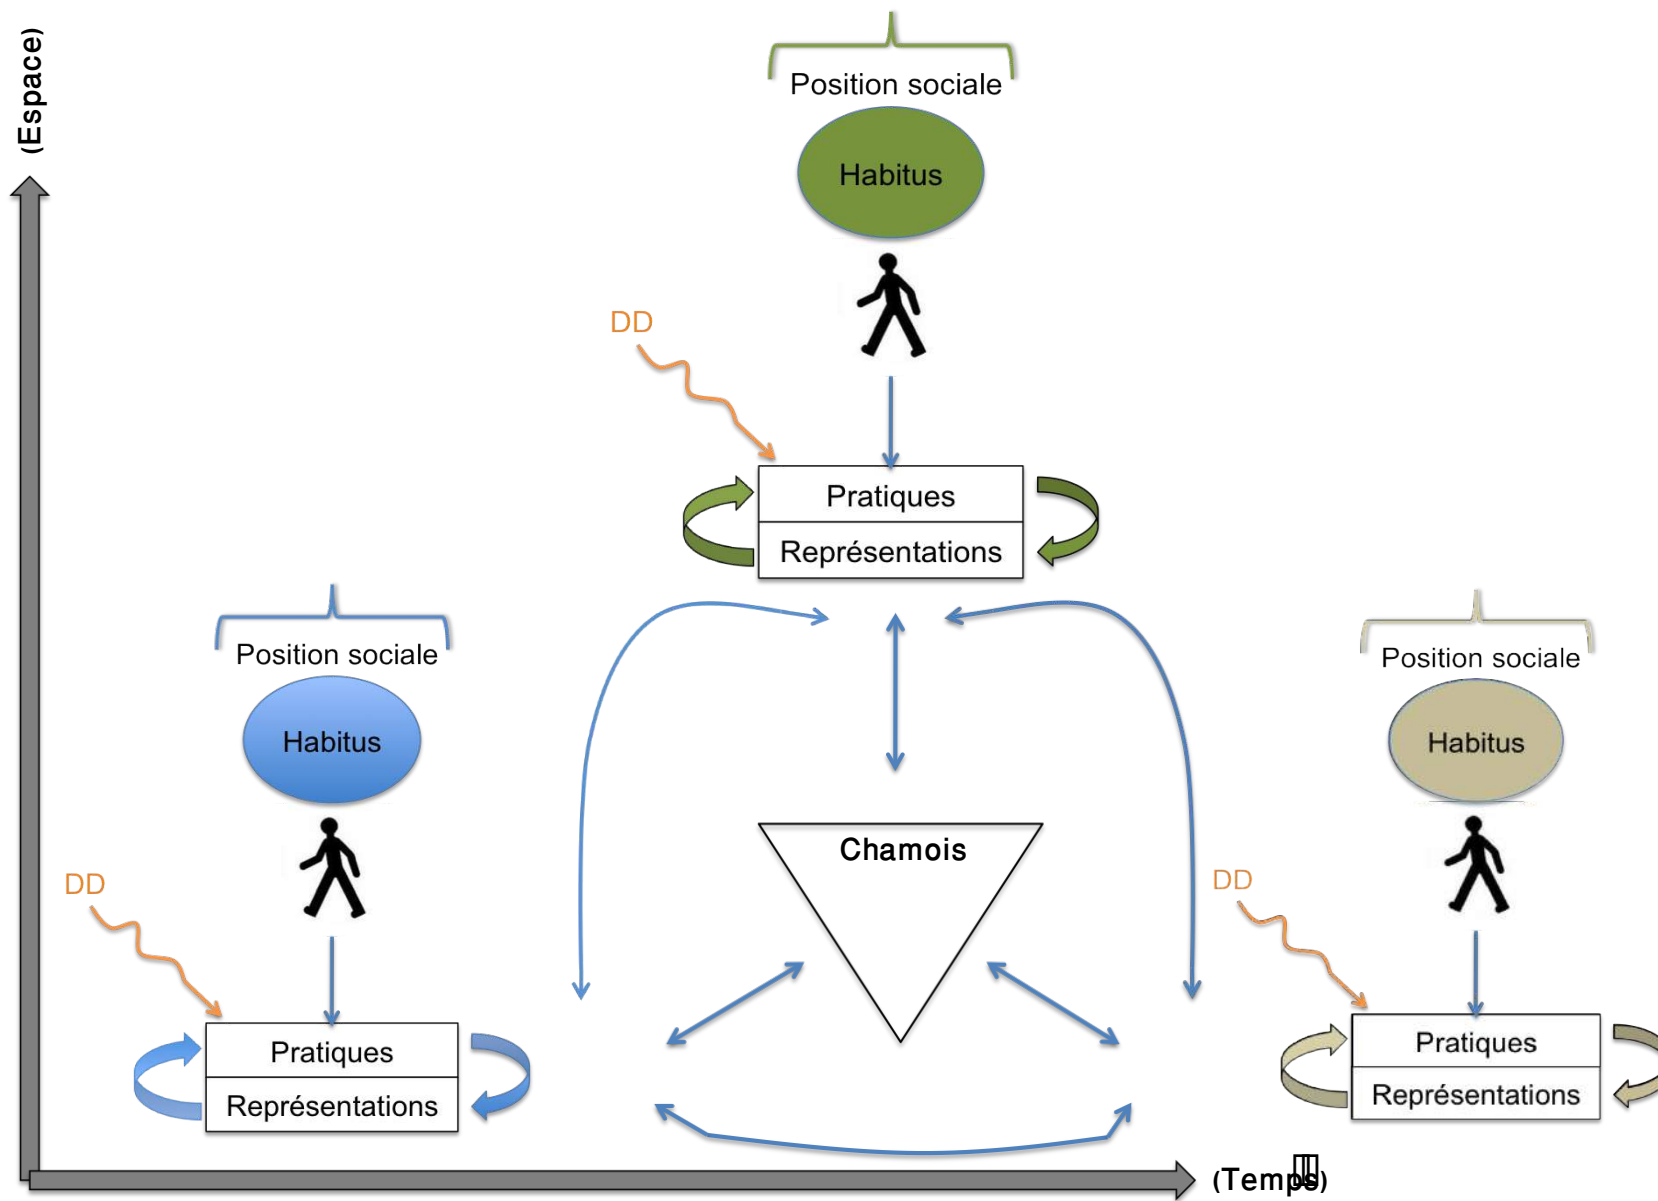 (Espace)
Position sociale
Habitus
DD
Pratiques
Représentations
Position sociale
Habitus
DD
Pratiques
Représentations
Chamois
Position sociale
Habitus
DD
Pratiques
Représentations
(Temps)